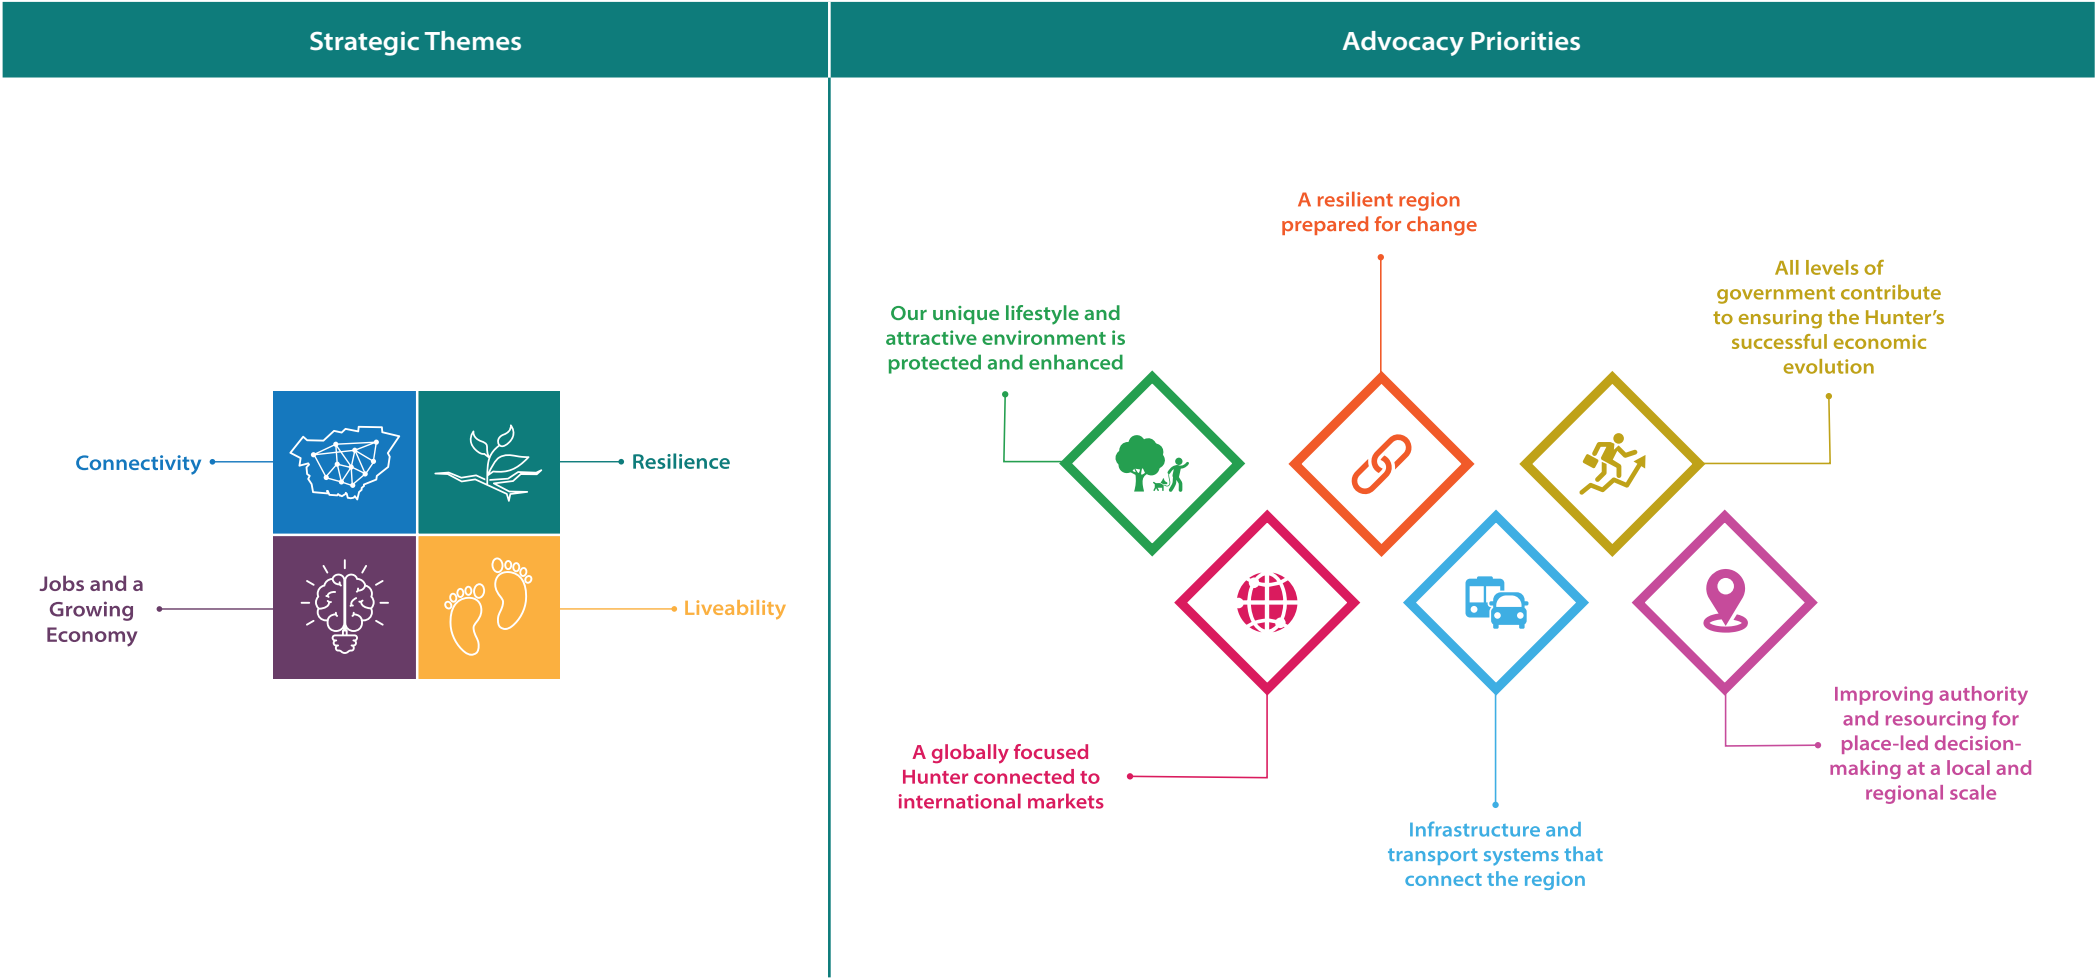 Strategic Themes
Advocacy Priorities
Connectivity
Resilience
Jobs and a
Growing
Economy
Liveability
Our unique lifestyle and
attractive environment is
protected and enhanced
A resilient region
prepared for change
All levels of
government contribute
to ensuring the Hunter’s
successful economic
evolution
A globally focused
Hunter connected to
international markets
Infrastructure and
transport systems that
connect the region
Improving authority
and resourcing for
place-led decision-
making at a local and
regional scale